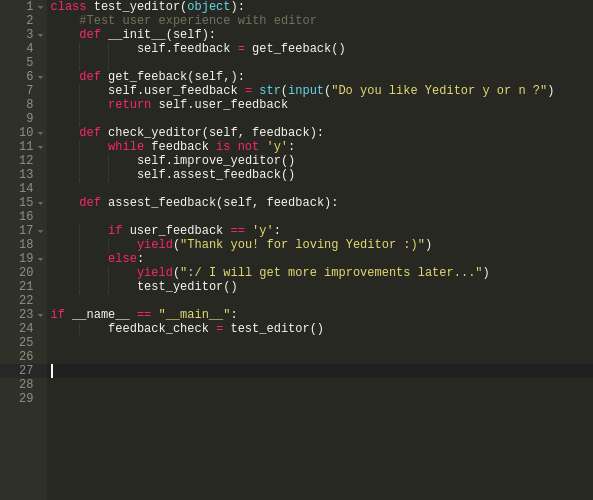 1 class test_yeditor(object):
2     #Test user experience with editor
3     def __init__(self):
4             self.feedback = get_feeback()
5
6     def get_feeback(self,):
7         self.user_feedback = str(input("Do you like Yeditor y or n ?")
8         return self.user_feedback
9
10     def check_yeditor(self, feedback):
11         while feedback is not 'y':
12             self.improve_yeditor()
13             self.assest_feedback()
14
15     def assest_feedback(self, feedback):
16
17         if user_feedback == 'y':
18             yield("Thank you! for loving Yeditor :)")
19         else:
20             yield(":/ I will get more improvements later...")
21             test_yeditor()
22
23 if __name__ == "__main__":
24         feedback_check = test_editor()
25
26
27
28
29